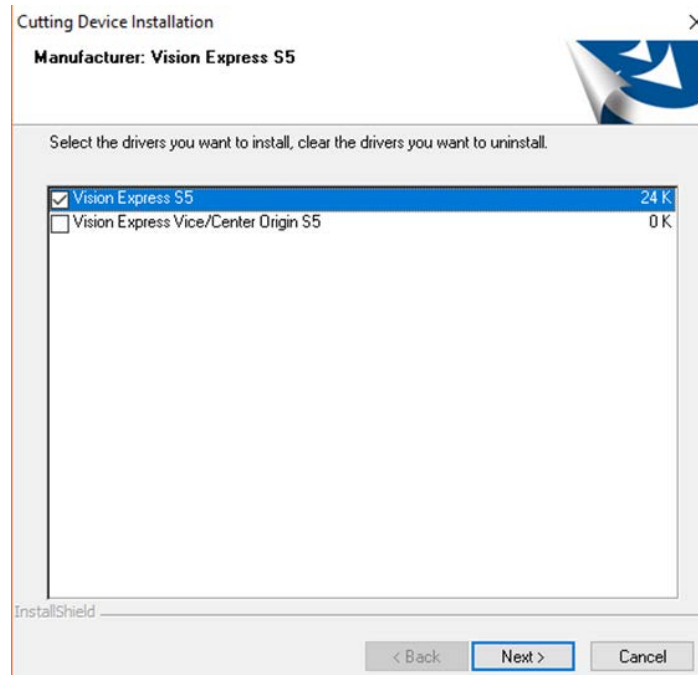 Cutting Device Installation
Manufacturer: Vision Express S5
Select the drivers you want to install, clear the drivers you want to uninstall.
Vision Express S5 24 K
Vision Express Vice/Center Origin S5 0 K
InstallShield
< Back Next > Cancel